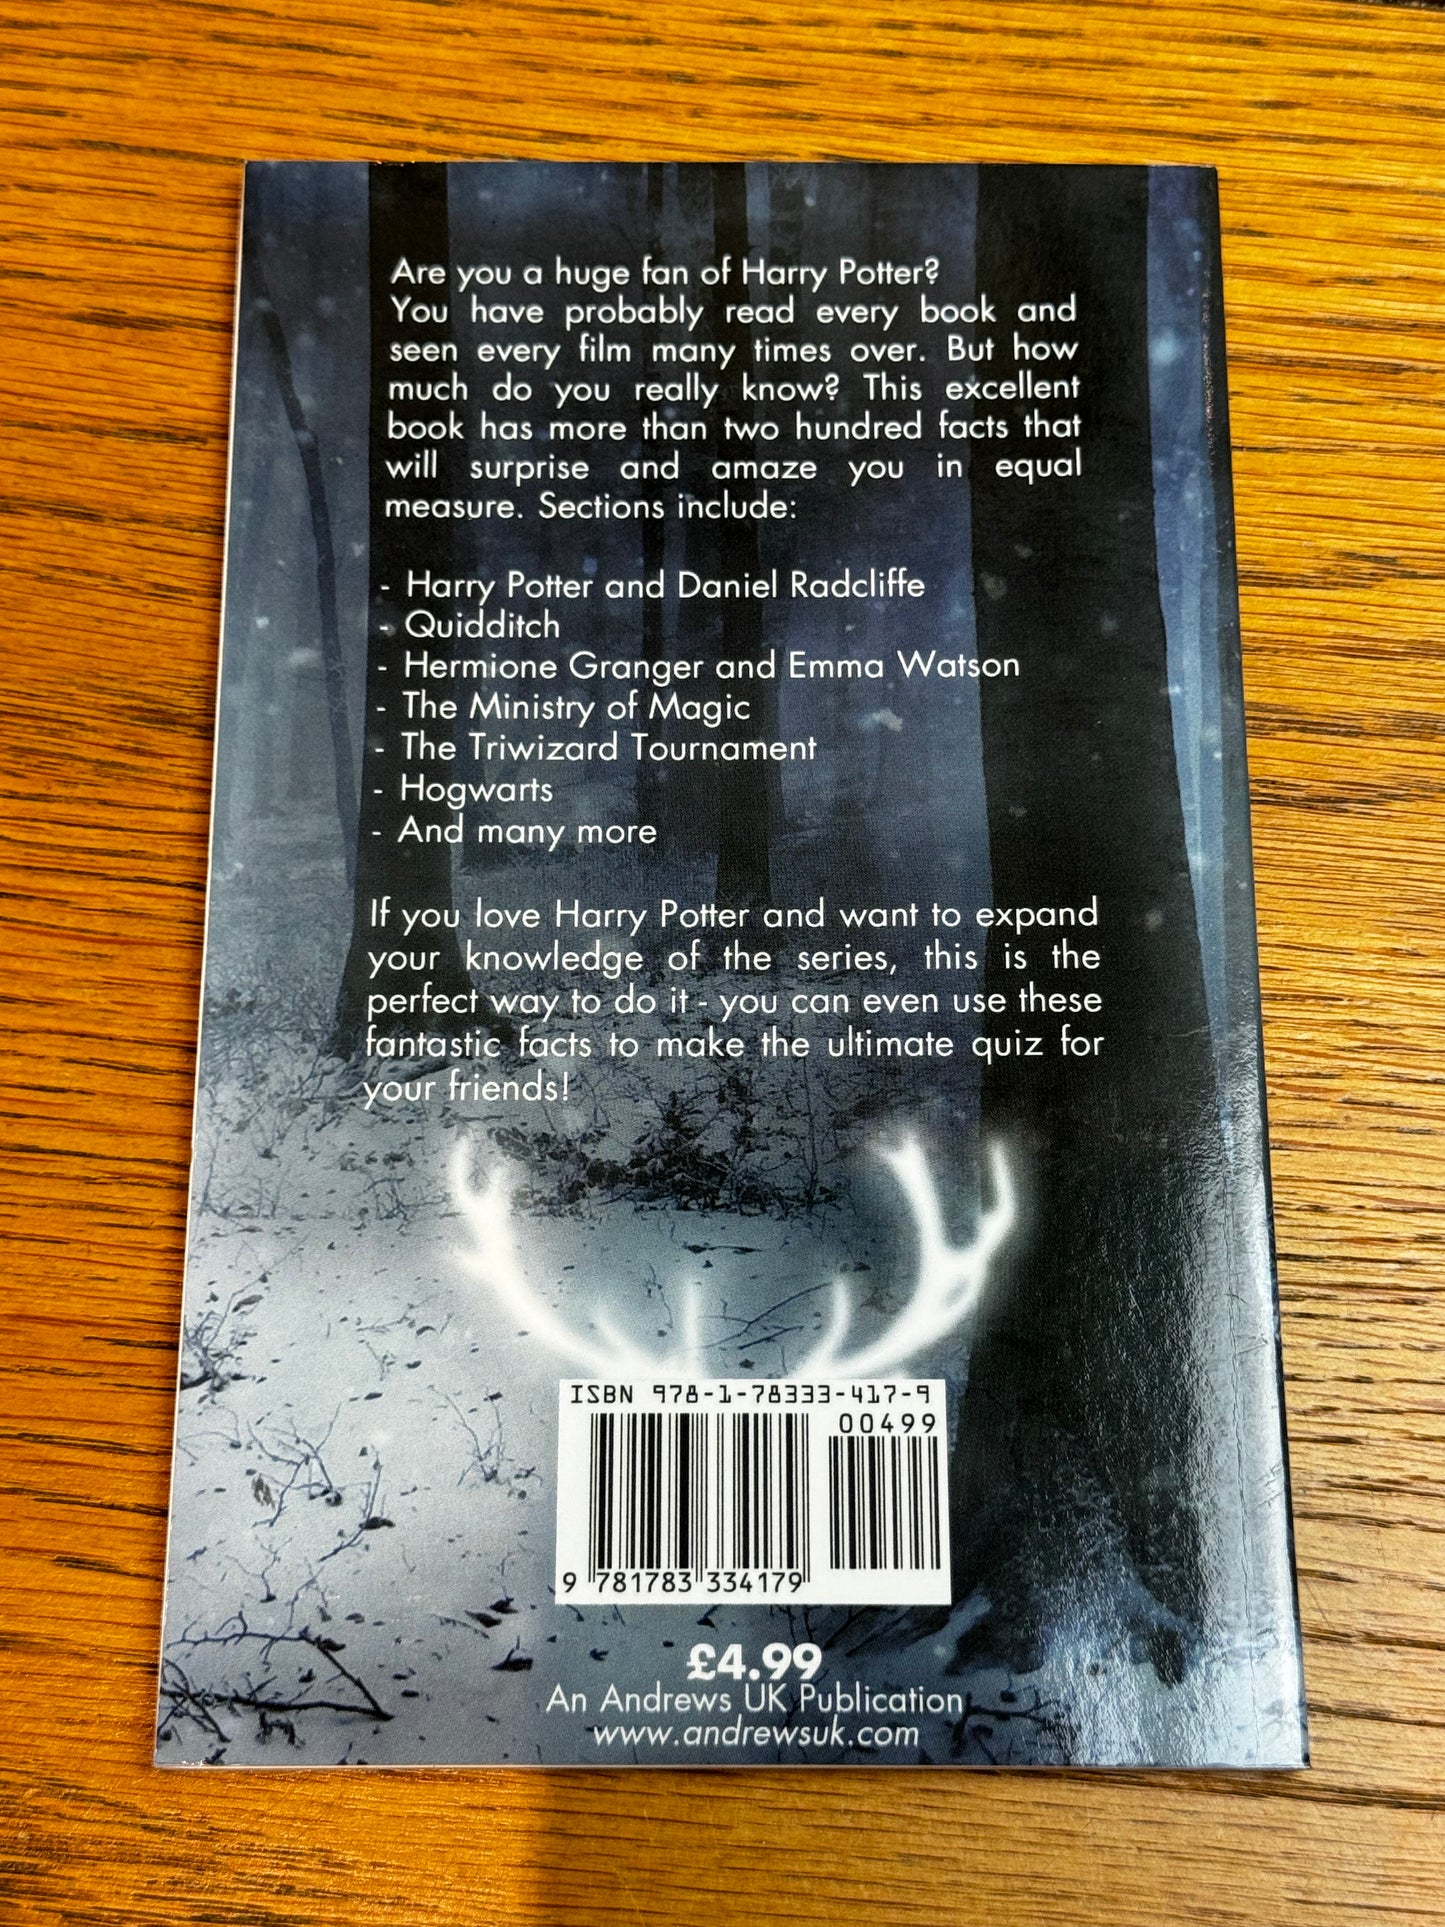 Are you a huge fan of Harry Potter?
You have probably read every book and
seen every film many times over. But how
much do you really know? This excellent
book has more than two hundred facts that
will surprise and amaze you in equal
measure. Sections include:
- Harry Potter and Daniel Radcliffe
- Quidditch
- Hermione Granger and Emma Watson
- The Ministry of Magic
- The Triwizard Tournament
- Hogwarts
- And many more
If you love Harry Potter and want to expand
your knowledge of the series, this is the
perfect way to do it - you can even use these
fantastic facts to make the ultimate quiz for
your friends!
ISBN 978-1-78333-417-9
00499
9 781783 334179
£4.99
An Andrews UK Publication
www.andrewsuk.com